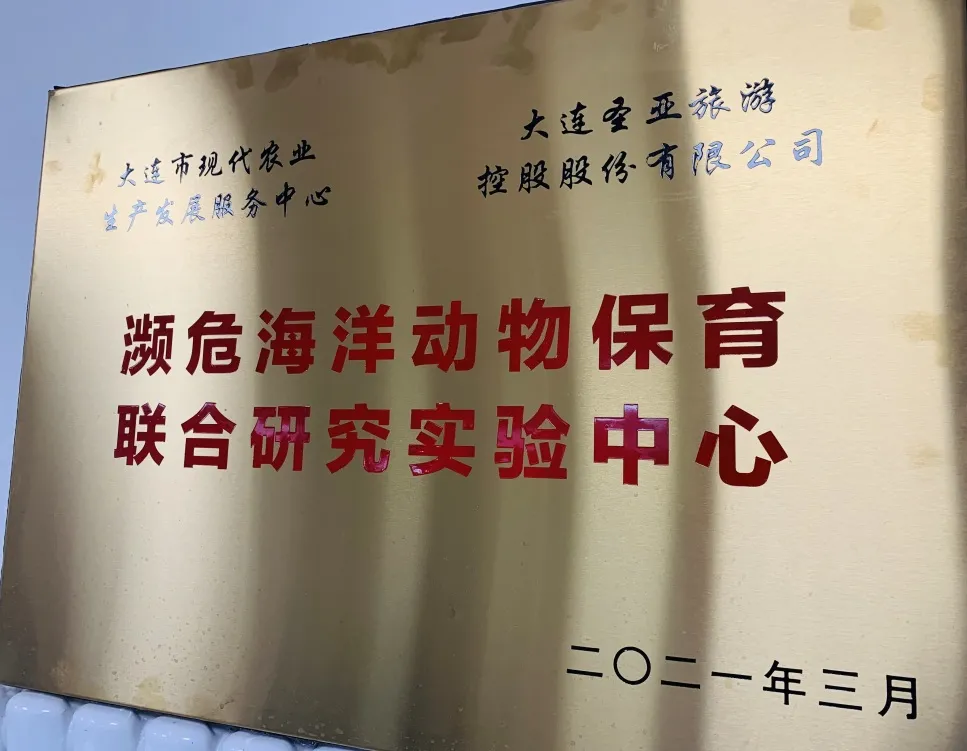 大连市现代农业
生产发展服务中心
大连圣亚旅游
控股股份有限公司
濒危海洋动物保育
联合研究实验中心
二〇二一年三月